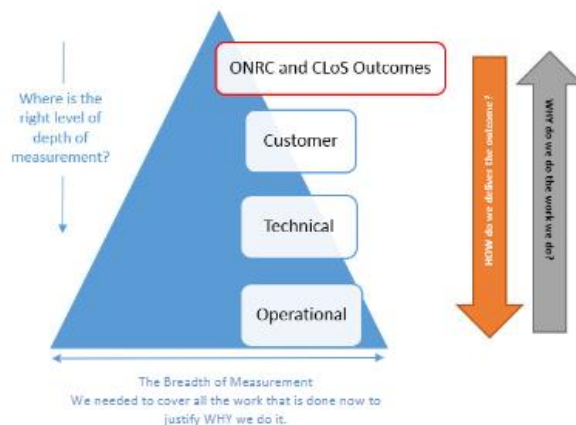 ONRC and CLoS Outcomes
Where is the
right level of
depth of
measurement?
Customer
Technical
Operational
HOW do we deliver the outcome?
WHY do we do the work we do?
The Breadth of Measurement
We needed to cover all the work that is done now to
justify WHY we do it.